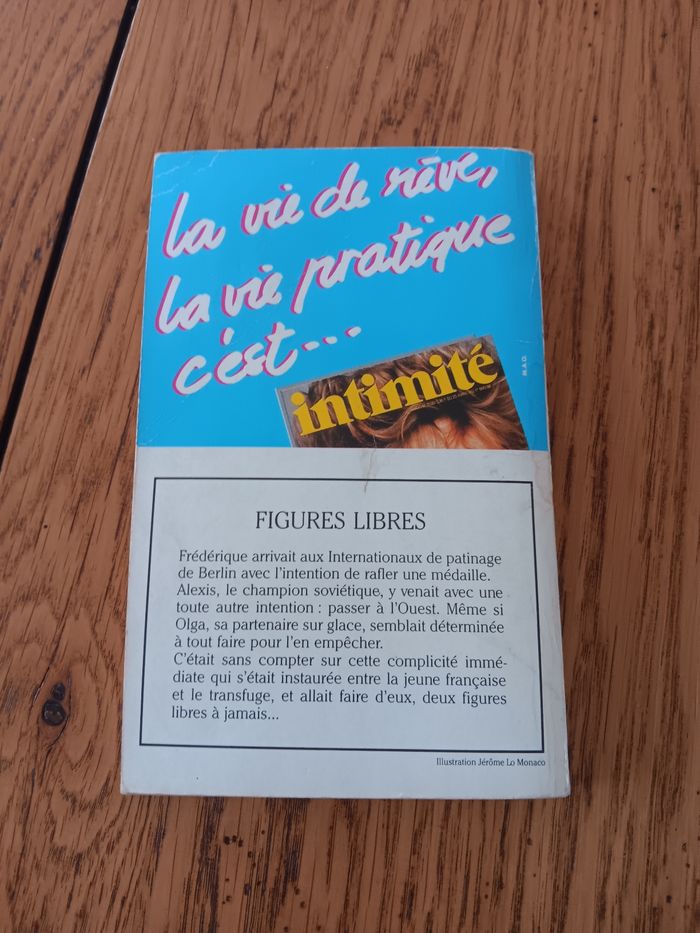 La vie de rêve,
la vie pratique
c'est...
M.A.O.
intimité
FIGURES LIBRES
Frédérique arrivait aux Internationaux de patinage
de Berlin avec l'intention de rafler une médaille.
Alexis, le champion soviétique, y venait avec une
toute autre intention : passer à l'Ouest. Même si
Olga, sa partenaire sur glace, semblait déterminée
à tout faire pour l'en empêcher.
C'était sans compter sur cette complicité immé-
diate qui s'était instaurée entre la jeune française
et le transfuge, et allait faire d'eux, deux figures
libres à jamais...
Illustration Jérôme Lo Monaco